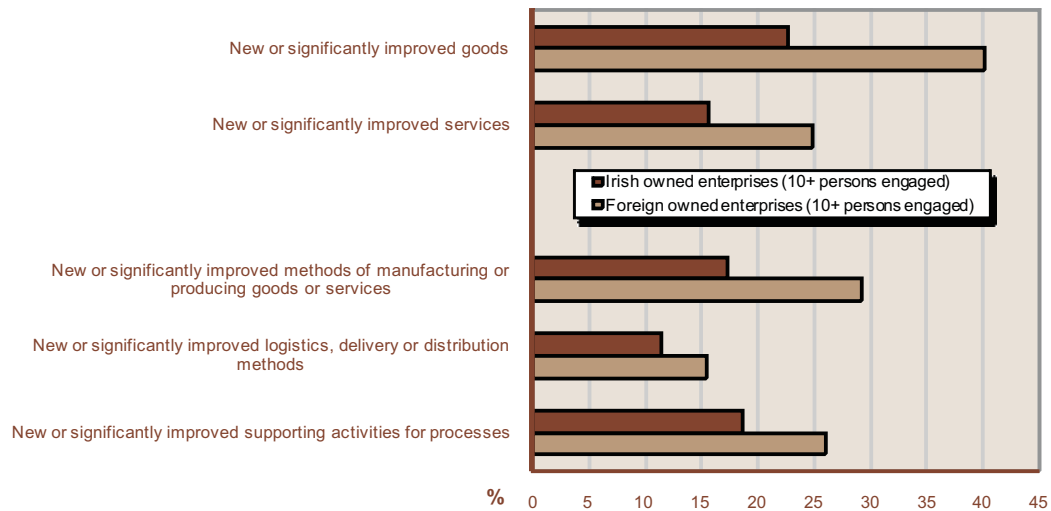 New or significantly improved goods
New or significantly improved services
Irish owned enterprises (10+ persons engaged)
Foreign owned enterprises (10+ persons engaged)
New or significantly improved methods of manufacturing or
producing goods or services
New or significantly improved logistics, delivery or distribution
methods
New or significantly improved supporting activities for processes
% 0 5 10 15 20 25 30 35 40 45